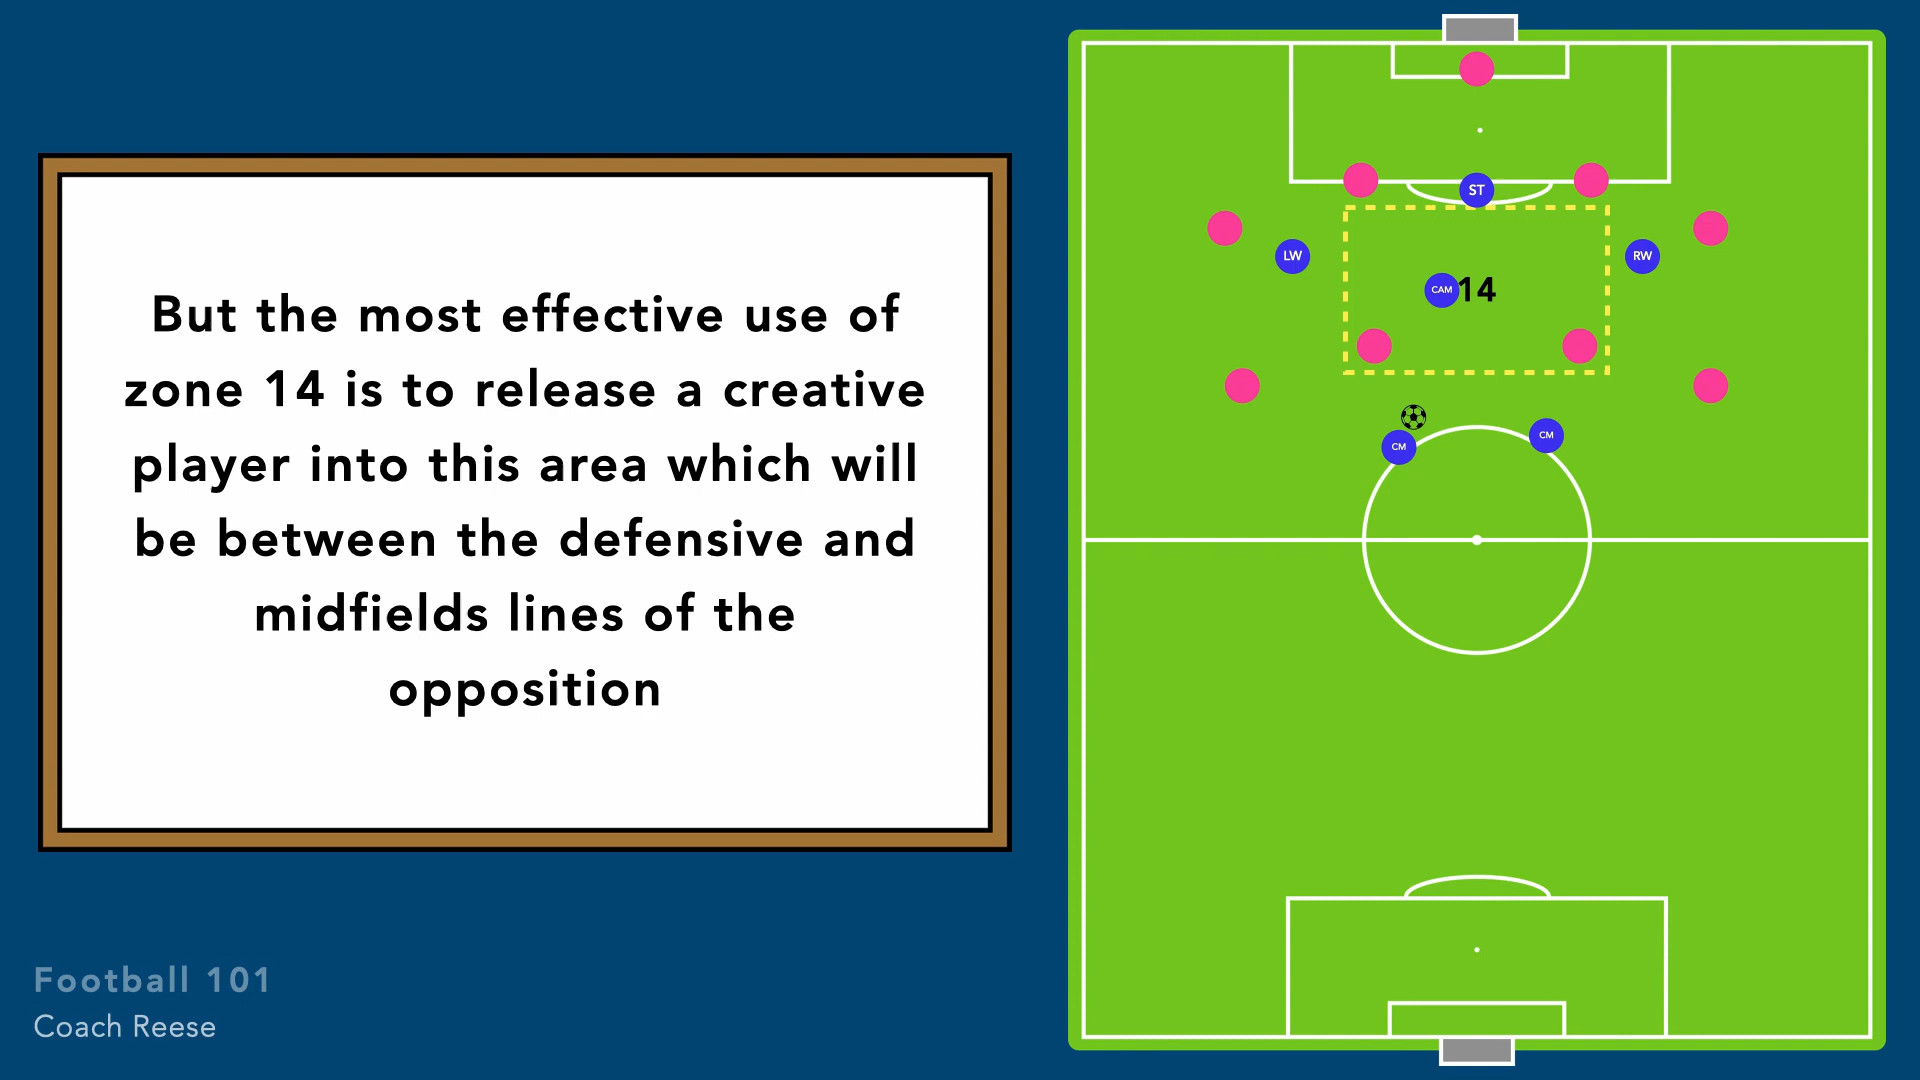 But the most effective use of
zone 14 is to release a creative
player into this area which will
be between the defensive and
midfields lines of the
opposition
Football 101
Coach Reese
ST
LW
RW
CAM
14
CM
CM